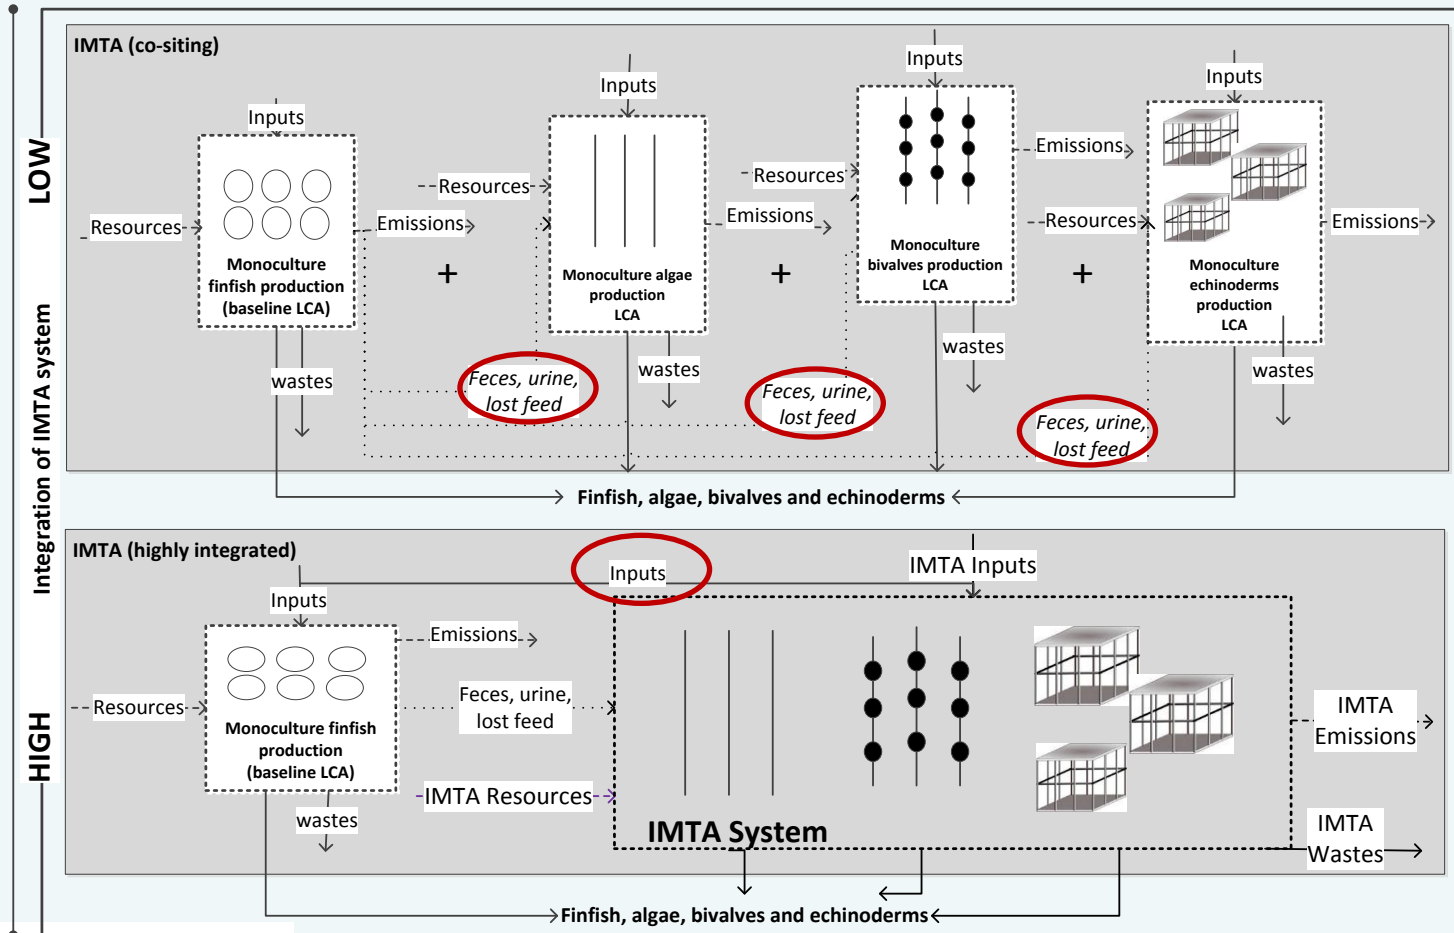 IMTA (co-siting)
LOW
Integration of IMTA system
HIGH
Inputs
Resources
Monoculture
finfish production
(baseline LCA)
Emissions
wastes
+
Inputs
Resources
Monoculture algae
production
LCA
Emissions
wastes
Feces, urine,
lost feed
+
Inputs
Resources
Monoculture
bivalves production
LCA
Emissions
wastes
Feces, urine,
lost feed
+
Inputs
Resources
Monoculture
echinoderms
production
LCA
Emissions
wastes
Feces, urine,
lost feed
Finfish, algae, bivalves and echinoderms
IMTA (highly integrated)
Inputs
Inputs
IMTA Inputs
Resources
Monoculture finfish
production
(baseline LCA)
Emissions
Feces, urine,
lost feed
IMTA Resources
wastes
IMTA System
IMTA
Emissions
IMTA
Wastes
Finfish, algae, bivalves and echinoderms